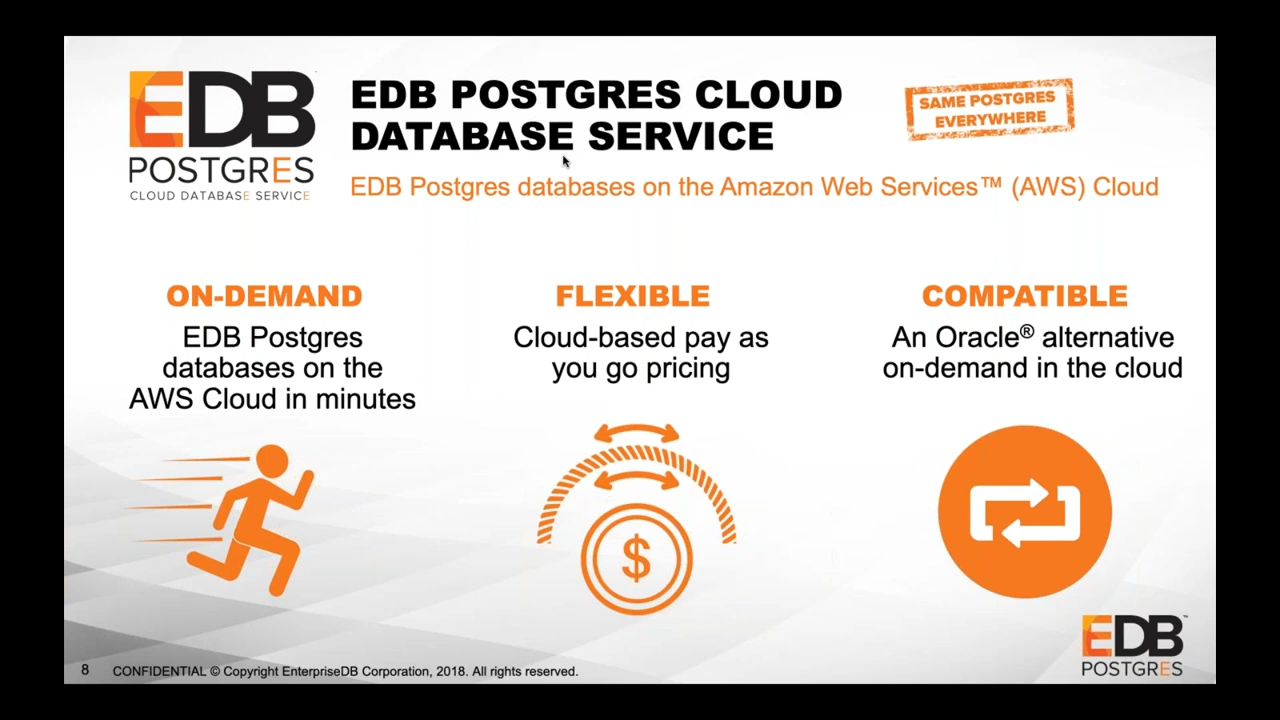 EDB
POSTGRES
CLOUD DATABASE SERVICE
EDB POSTGRES CLOUD
DATABASE SERVICE
SAME POSTGRES
EVERYWHERE
EDB Postgres databases on the Amazon Web Services™ (AWS) Cloud
ON-DEMAND
EDB Postgres
databases on the
AWS Cloud in minutes
FLEXIBLE
Cloud-based pay as
you go pricing
COMPATIBLE
An Oracle® alternative
on-demand in the cloud
$
EDB™
POSTGRES
8 CONFIDENTIAL © Copyright EnterpriseDB Corporation, 2018. All rights reserved.